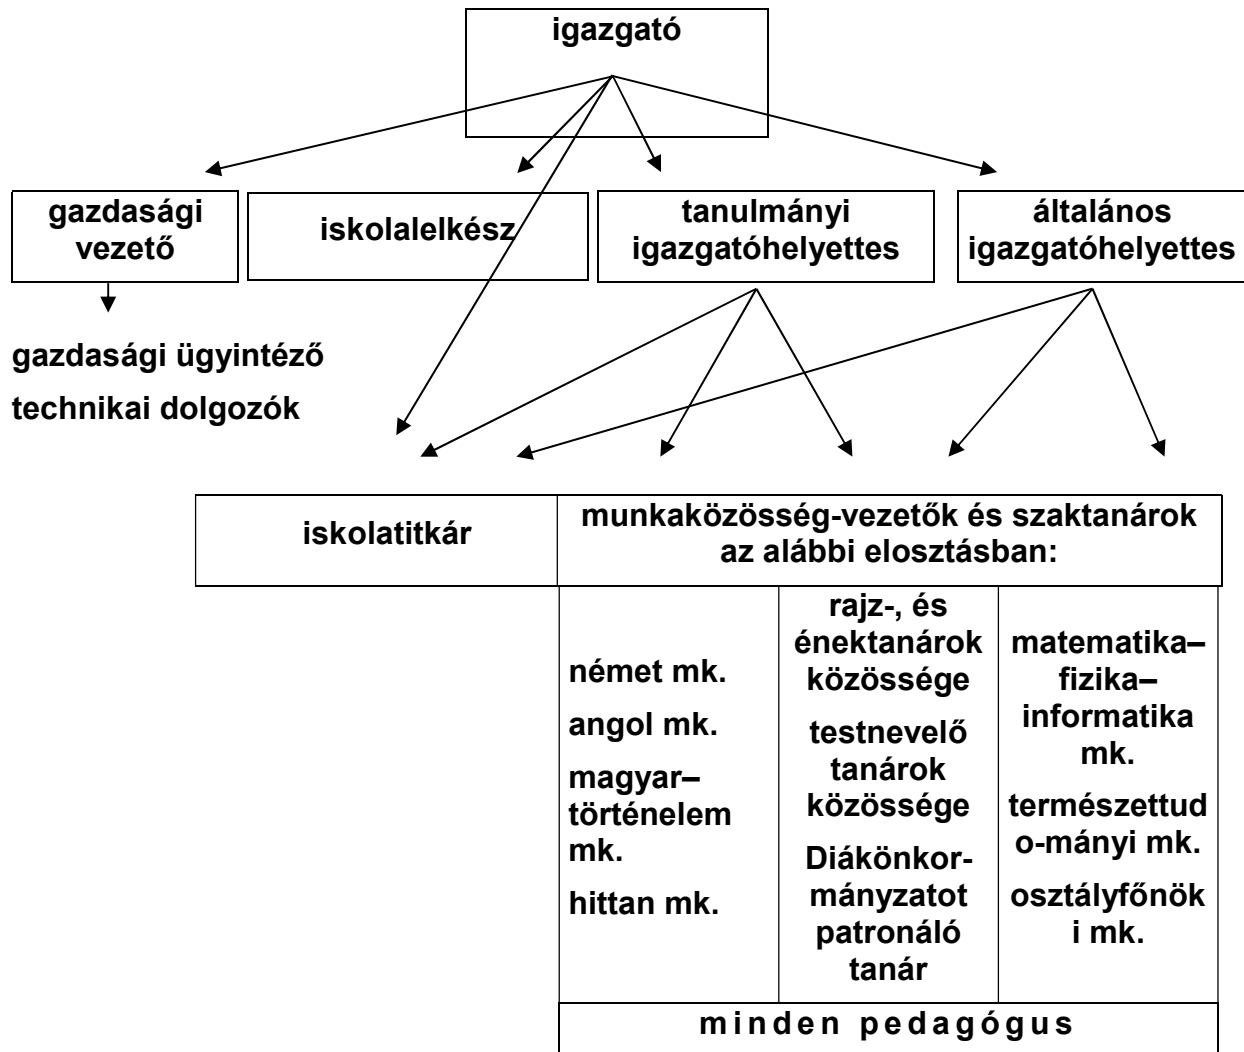 igazgató
gazdasági
vezető
iskolalelkész
tanulmányi
igazgatóhelyettes
általános
igazgatóhelyettes
gazdasági ügyintéző
technikai dolgozók
iskolatitkár
munkaközösség-vezetők és szaktanárok
az alábbi elosztásban:
német mk.
angol mk.
magyar–
történelem
mk.
hittan mk.
rajz-, és
énektanárok
közössége
testnevelő
tanárok
közössége
Diákönkor-
mányzatot
patronáló
tanár
matematika–
fizika–
informatika
mk.
természettud
o-mányi mk.
osztályfőnök
i mk.
minden pedagógus